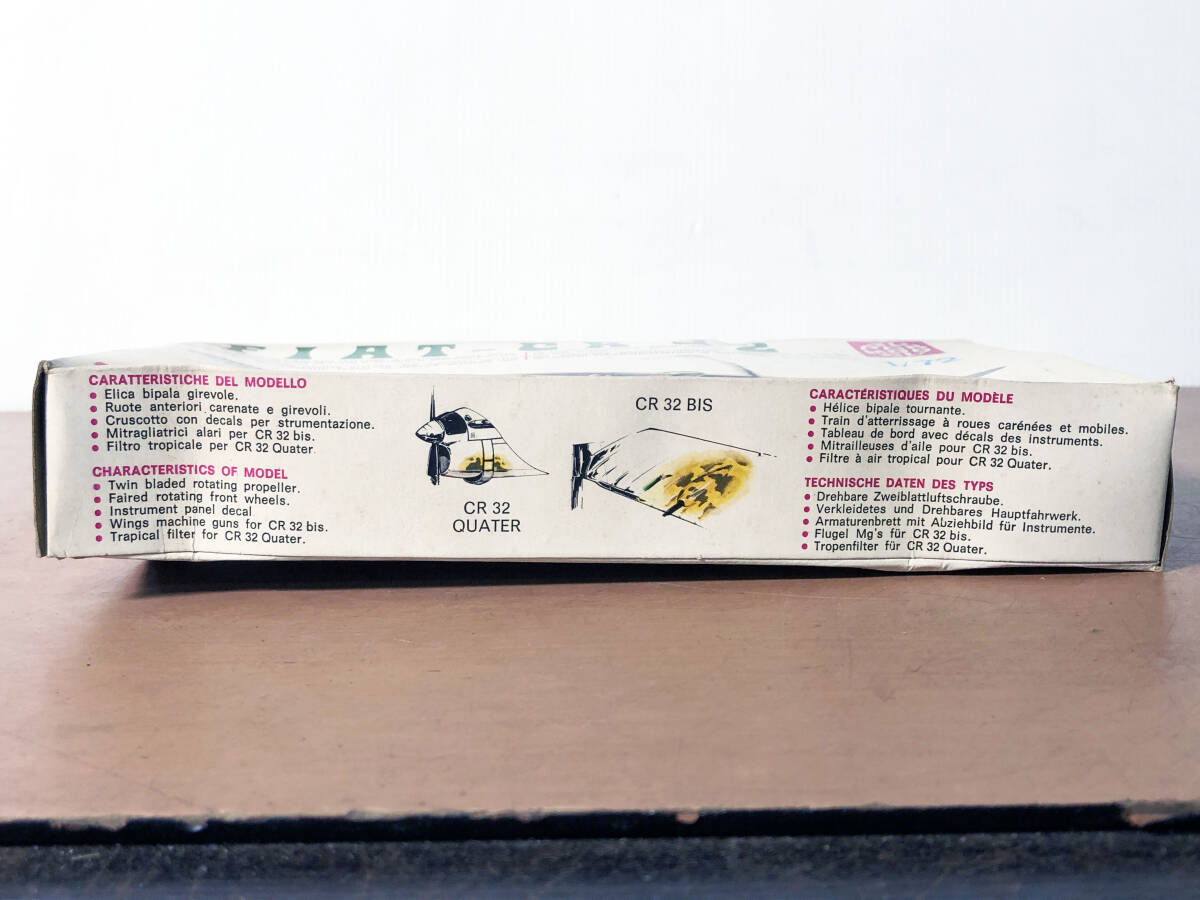 FIAT-CR 32
1/72
CARATTERISTICHE DEL MODELLO
Elica bipala girevole.
Ruote anteriori carenate e girevoli.
Cruscotto con decals per strumentazione.
Mitragliatrici alari per CR 32 bis.
Filtro tropicale per CR 32 Quater
CHARACTERISTICS OF MODEL
Twin bladed rotating propeller.
Faired rotating front wheels.
Instrument panel decal
Wings machine guns for CR 32 bis.
Trapical filter for CR 32 Quater.
CR 32
QUATER
CR 32 BIS
CARACTÉRISTIQUES DU MODÈLE
Hélice bipale tournante.
Train d'atterrissage à roues carénées et mobiles.
Tableau de bord avec décals des instruments.
Mitrailleuses d'aile pour CR 32 bis.
Filtre à air tropical pour CR 32 Quater.
TECHNISCHE DATEN DES TYPS
Drehbare Zweiblattluftschraube.
Verkleidetes und Drehbares Hauptfahrwerk.
Armaturenbrett mit Abziehbild für Instrumente.
Flugel Mg's für CR 32 bis.
Tropenfilter für CR 32 Quater.